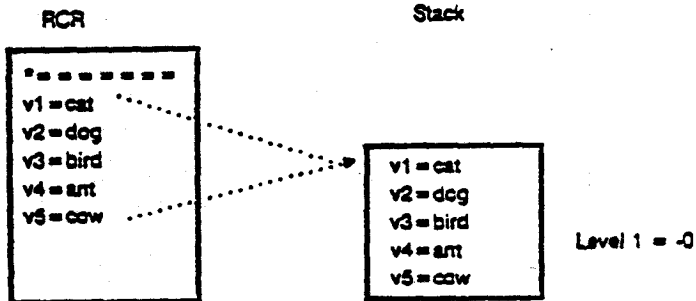 RCR
Stack
*= = = = = = =
v1=cat
v2=dog
v3=bird
v4=ant
v5=cow
v1=cat
v2=dog
v3=bird
v4=ant
v5=cow
Level 1 = -0